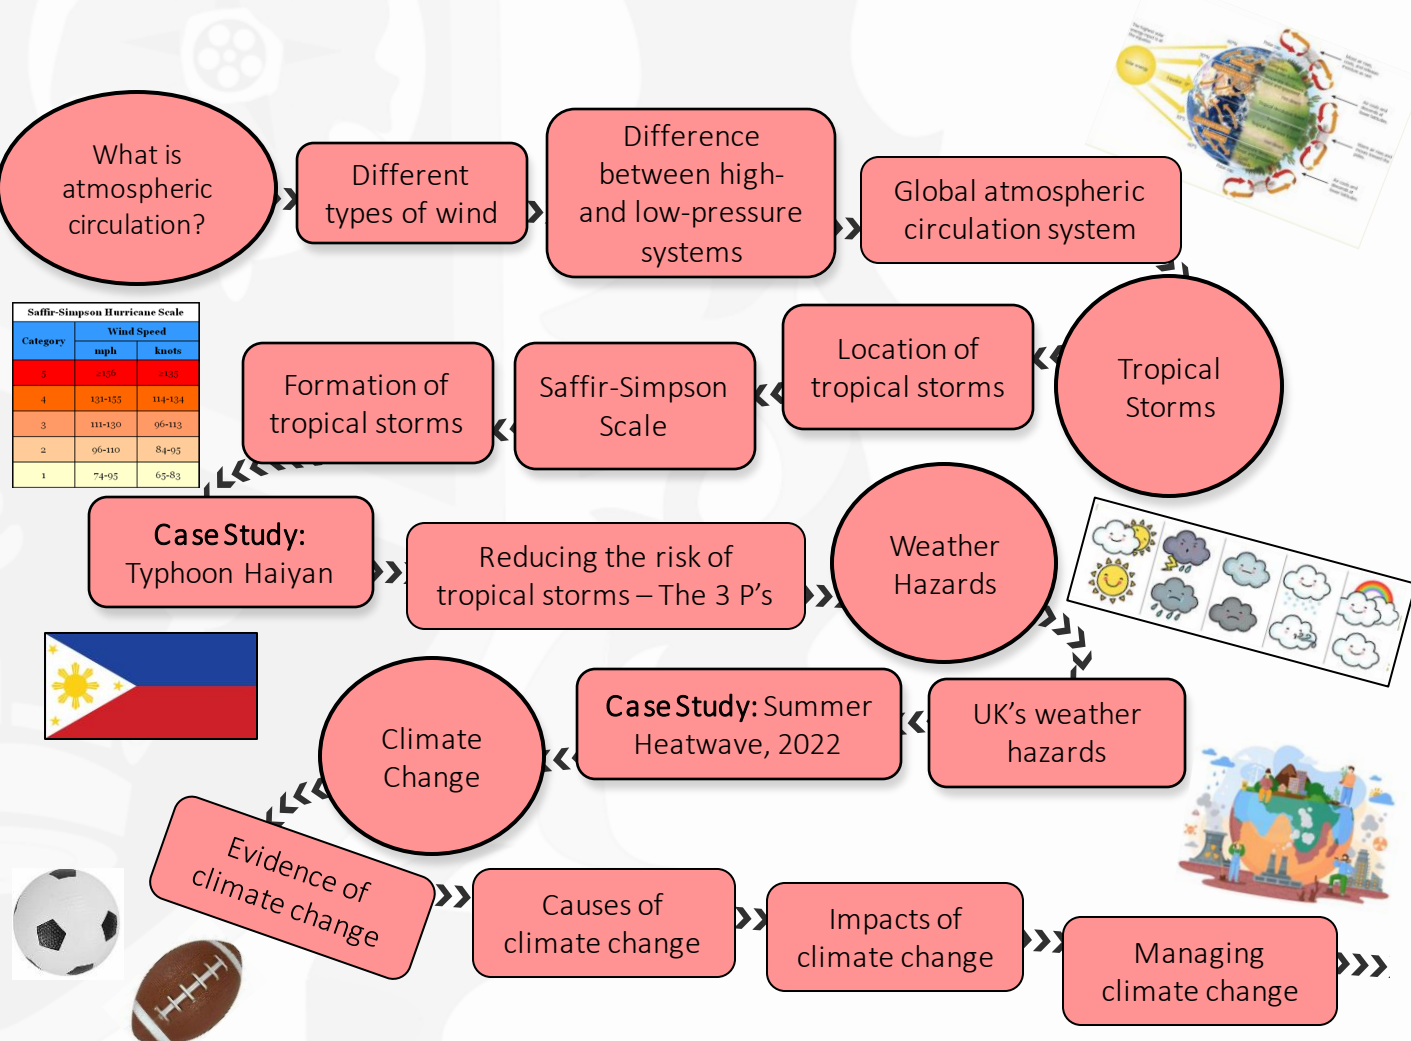 What is
atmospheric
circulation?
Different
types of wind
Difference
between high-
and low-pressure
systems
Global atmospheric
circulation system
Tropical
Storms
Location of
tropical storms
Saffir-Simpson
Scale
Formation of
tropical storms
Saffir-Simpson Hurricane Scale
Category
Wind Speed
mph knots
5 ≥156 ≥135
4 131-155 114-134
3 111-130 96-113
2 96-110 84-95
1 74-95 65-83
Case Study:
Typhoon Haiyan
Reducing the risk of
tropical storms – The 3 P's
Weather
Hazards
UK's weather
hazards
Case Study: Summer
Heatwave, 2022
Climate
Change
Evidence of
climate change
Causes of
climate change
Impacts of
climate change
Managing
climate change